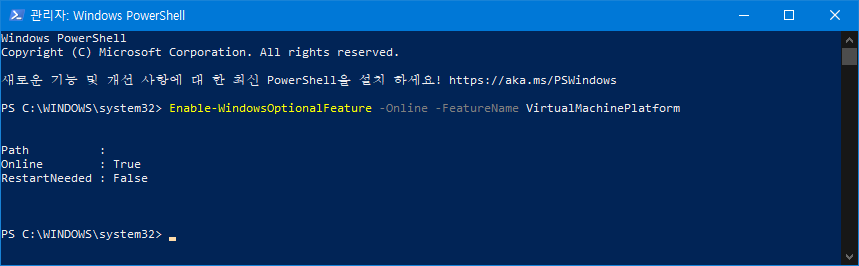 관리자: Windows PowerShell
Windows PowerShell
Copyright (C) Microsoft Corporation. All rights reserved.
새로운 기능 및 개선 사항에 대 한 최신 PowerShell을 설치 하세요! https://aka.ms/PSWindows
PS C:\WINDOWS\system32> Enable-WindowsOptionalFeature -Online -FeatureName VirtualMachinePlatform
Path          :
Online        : True
RestartNeeded : False
PS C:\WINDOWS\system32>